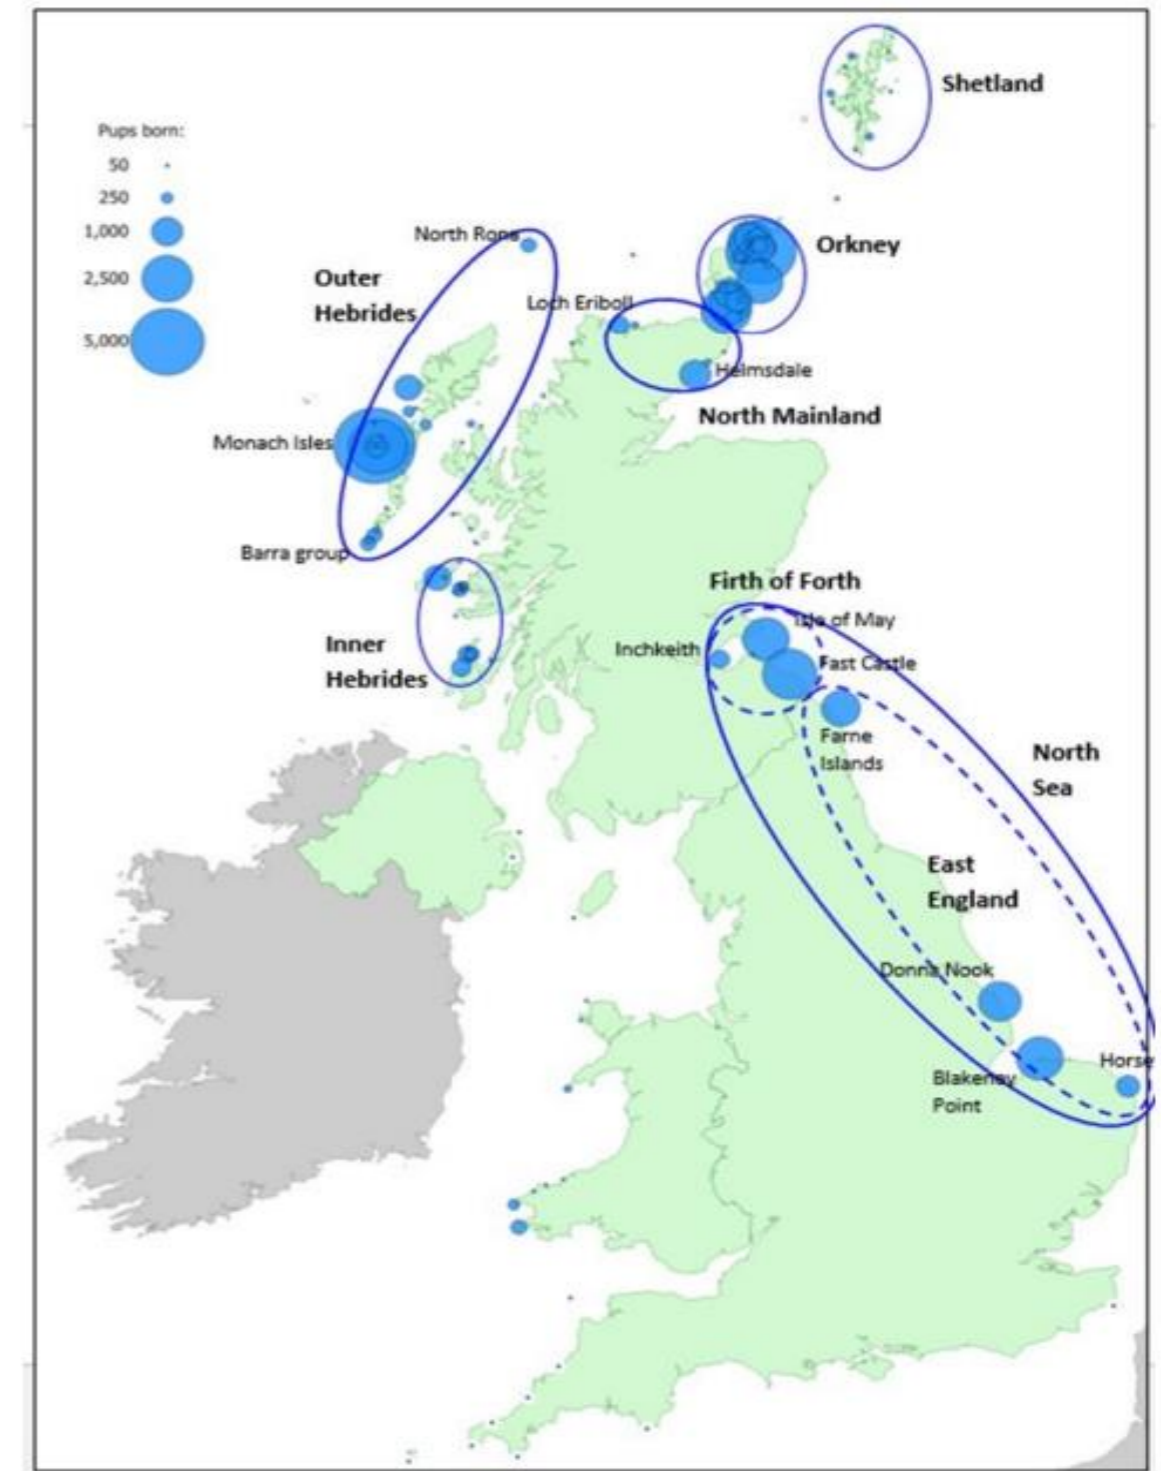 Shetland
Pups born:
50
250
1,000
2,500
5,000
North Rona
Orkney
Outer
Hebrides
Loch Eriboll
Helmsdale
North Mainland
Monach Isles
Barra group
Firth of Forth
Isle of May
Inchkeith
Fast Castle
Inner
Hebrides
Farne
Islands
North
Sea
East
England
Donna Nook
Horse
Blakeney
Point